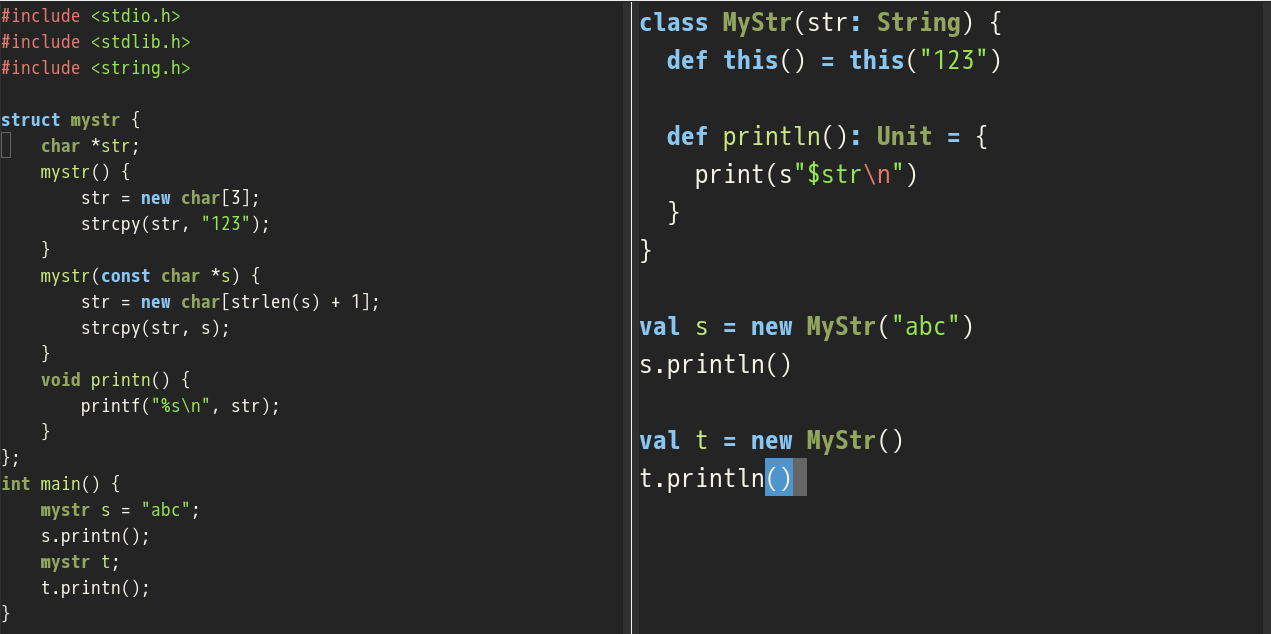 #include <stdio.h>
#include <stdlib.h>
#include <string.h>
struct mystr {
    char *str;
    mystr() {
        str = new char[3];
        strcpy(str, "123");
    }
    mystr(const char *s) {
        str = new char[strlen(s) + 1];
        strcpy(str, s);
    }
    void printn() {
        printf("%s\n", str);
    }
};
int main() {
    mystr s = "abc";
    s.printn();
    mystr t;
    t.printn();
}
class MyStr(str: String) {
  def this() = this("123")
  def println(): Unit = {
    print(s"$str\n")
  }
}
val s = new MyStr("abc")
s.println()
val t = new MyStr()
t.println()